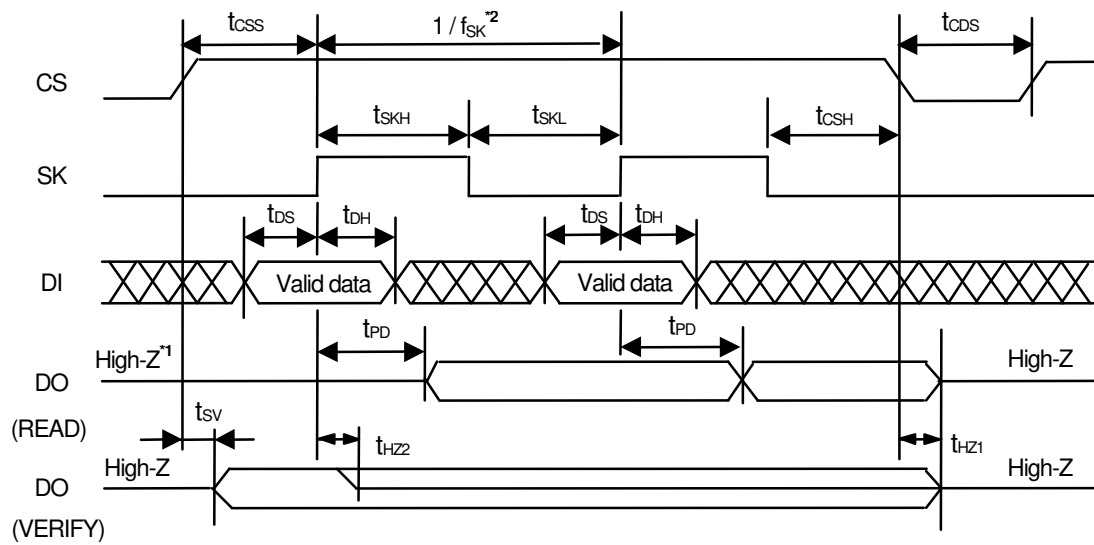 tCSS 1 / fSK*2 tCDS
CS
tSKH tSKL tCSH
SK
tDS tDH tDS tDH
DI Valid data Valid data
tPD tPD
High-Z*1 High-Z
DO
(READ)
tSV tHZ2 tHZ1
High-Z High-Z
DO
(VERIFY)